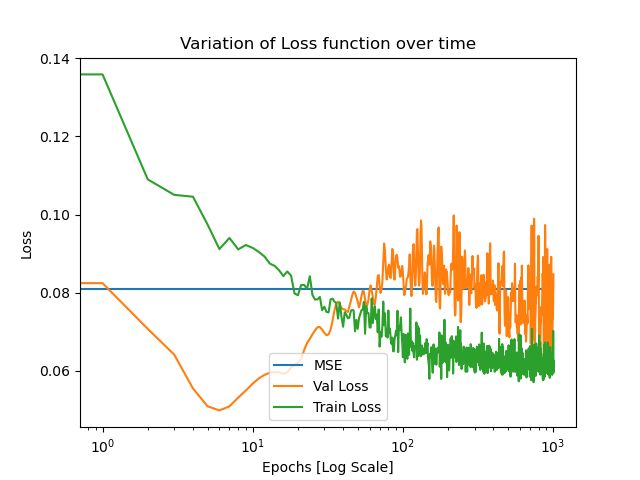 Variation of Loss function over time
0.14
0.12
0.10
0.08
0.06
Loss
MSE
Val Loss
Train Loss
10⁰
10¹
10²
10³
Epochs [Log Scale]